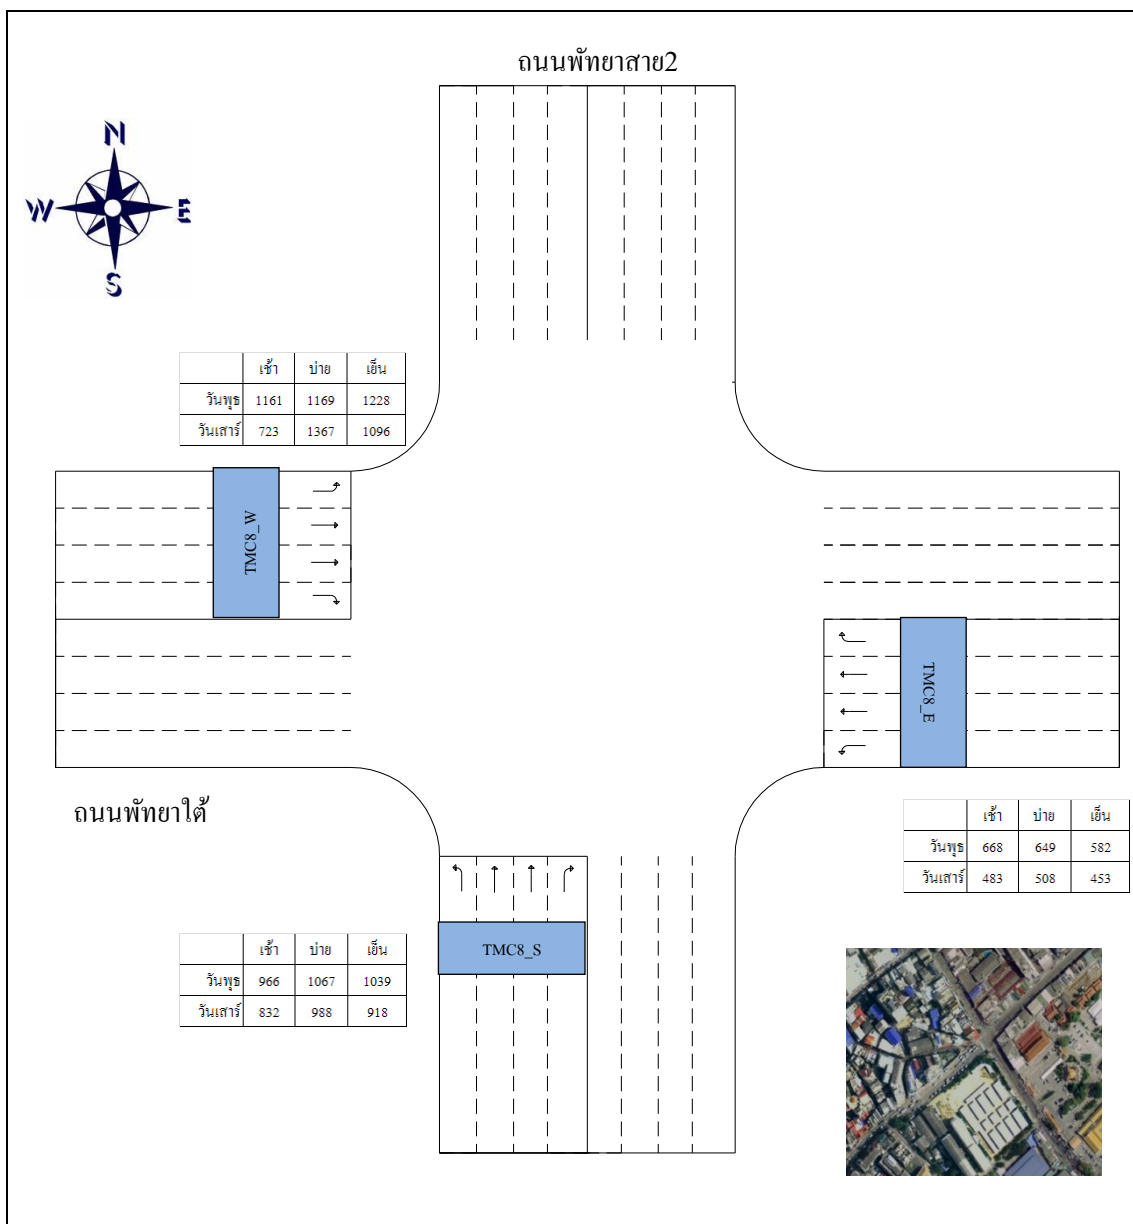 ถนนพัทยาสาย2
N
W E
S
เช้า บ่าย เย็น
วันพุธ 1161 1169 1228
วันเสาร์ 723 1367 1096
TMC8_W
TMC8_E
ถนนพัทยาใต้
เช้า บ่าย เย็น
วันพุธ 668 649 582
วันเสาร์ 483 508 453
TMC8_S
เช้า บ่าย เย็น
วันพุธ 966 1067 1039
วันเสาร์ 832 988 918